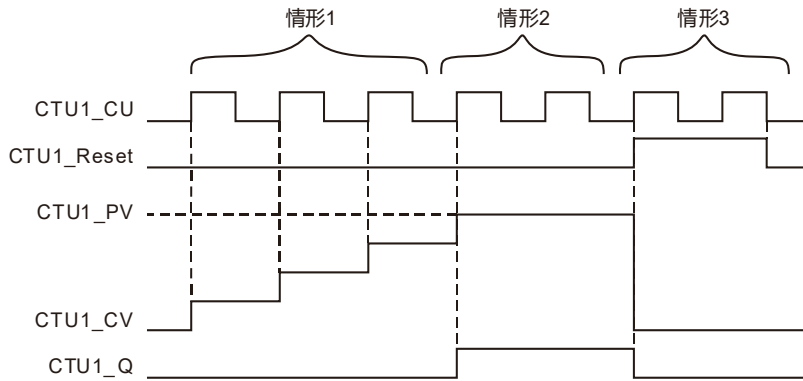 情形1 情形2 情形3
CTU1_CU
CTU1_Reset
CTU1_PV
CTU1_CV
CTU1_Q